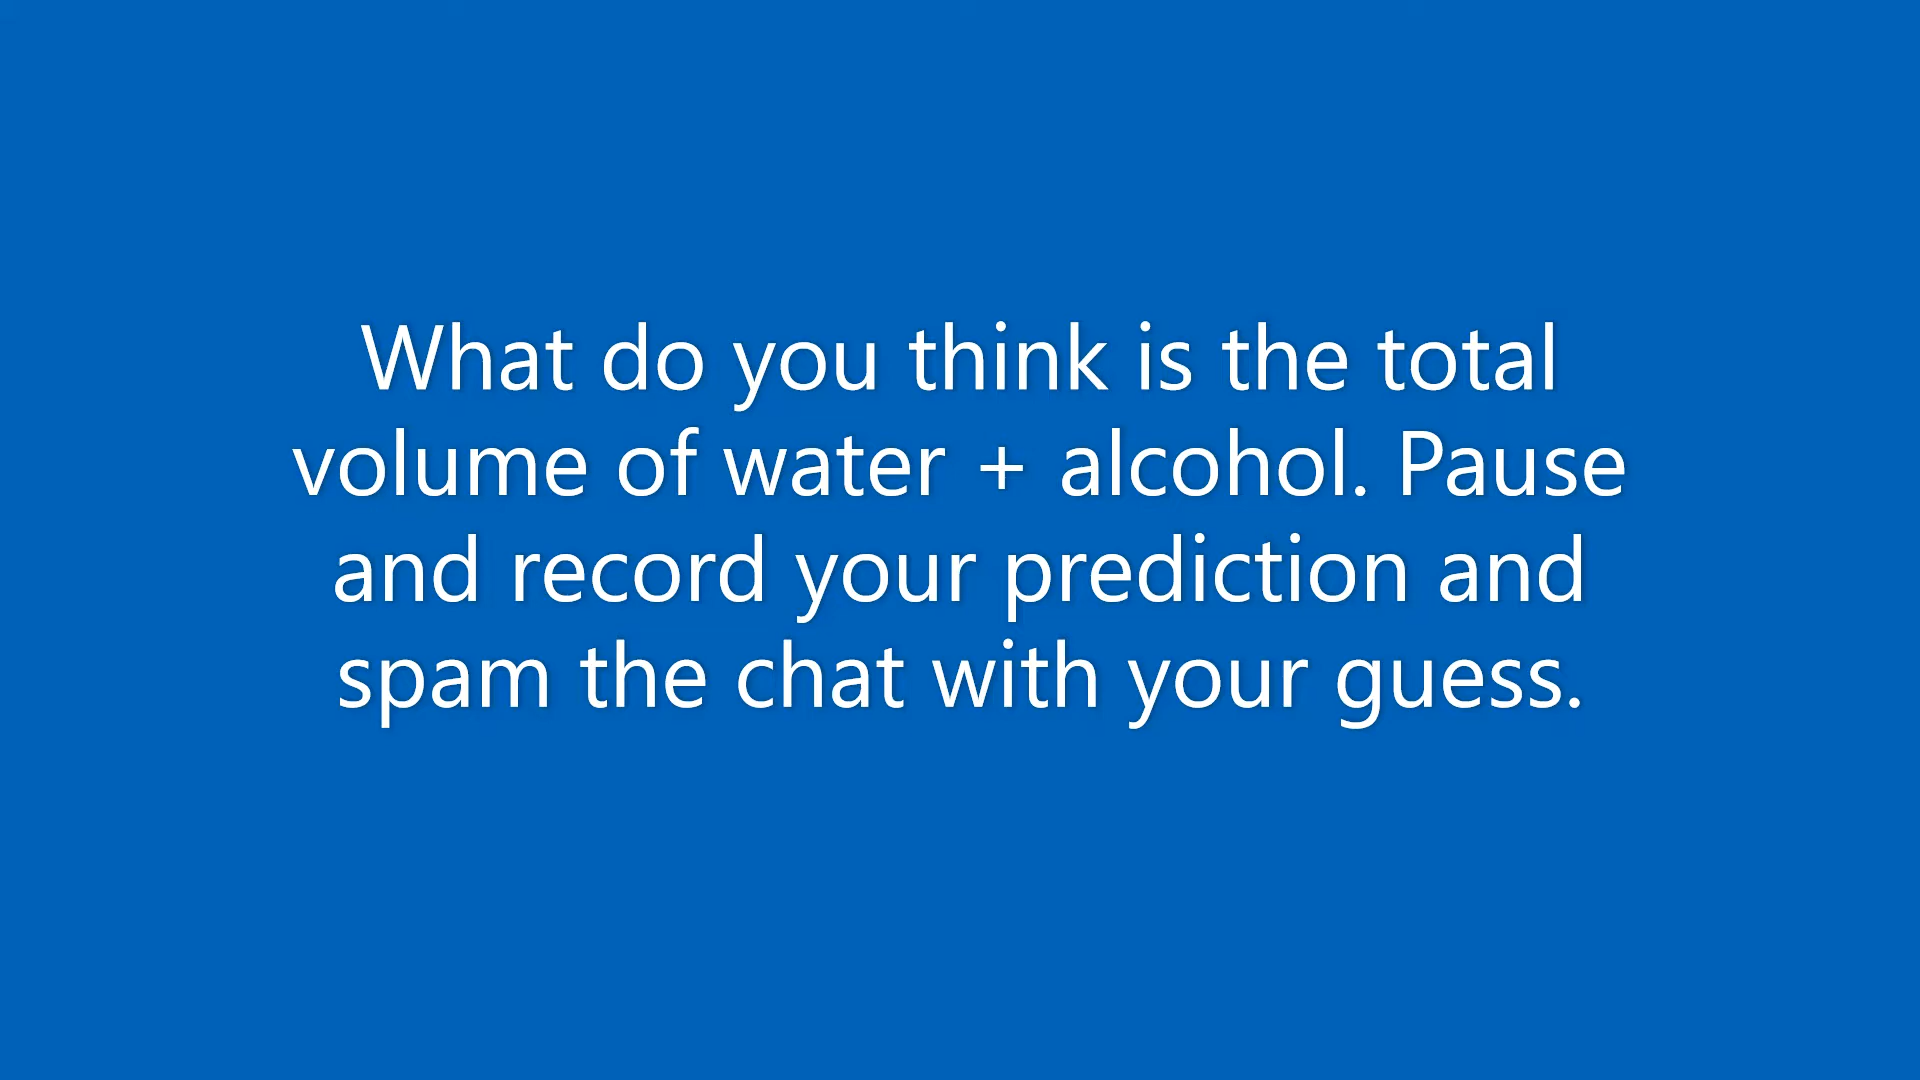 What do you think is the total
volume of water + alcohol. Pause
and record your prediction and
spam the chat with your guess.